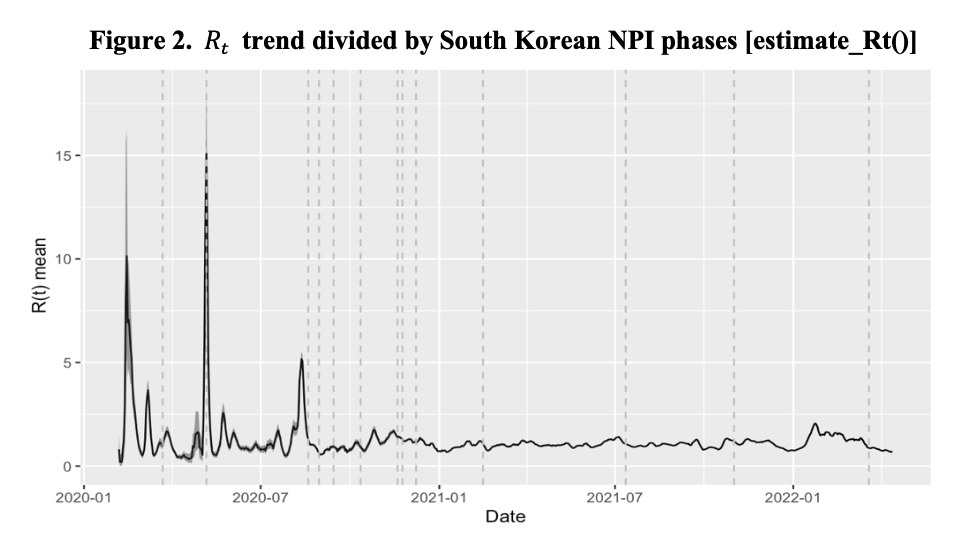 Figure 2. Rt trend divided by South Korean NPI phases [estimate_Rt()]
15
10
5
0
R(t) mean
2020-01 2020-07 2021-01 2021-07 2022-01
Date